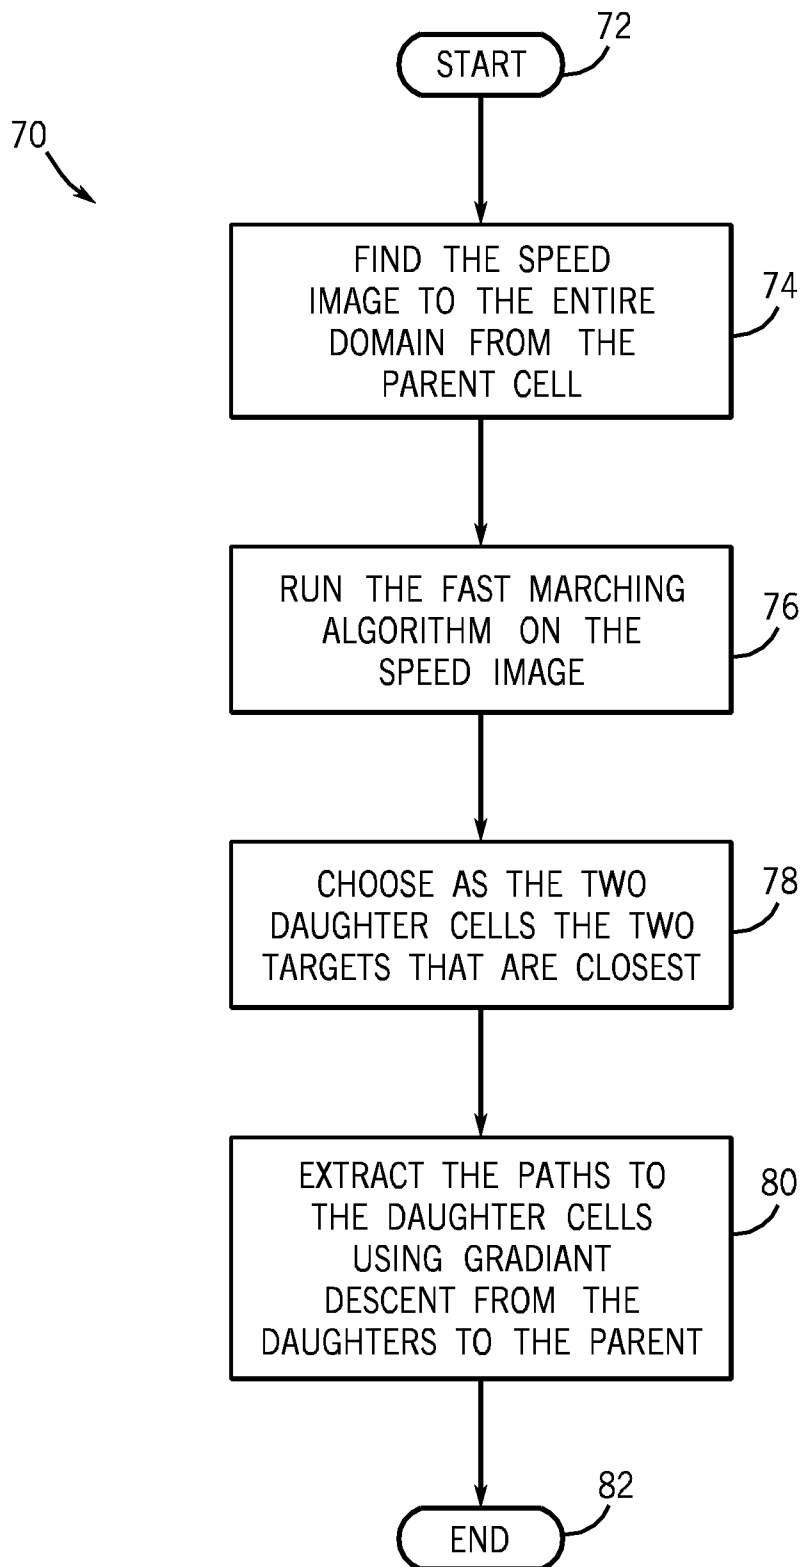 72
START
70
FIND THE SPEED
IMAGE TO THE ENTIRE
DOMAIN FROM THE
PARENT CELL
74
RUN THE FAST MARCHING
ALGORITHM ON THE
SPEED IMAGE
76
CHOOSE AS THE TWO
DAUGHTER CELLS THE TWO
TARGETS THAT ARE CLOSEST
78
EXTRACT THE PATHS TO
THE DAUGHTER CELLS
USING GRADIANT
DESCENT FROM THE
DAUGHTERS TO THE PARENT
80
82
END